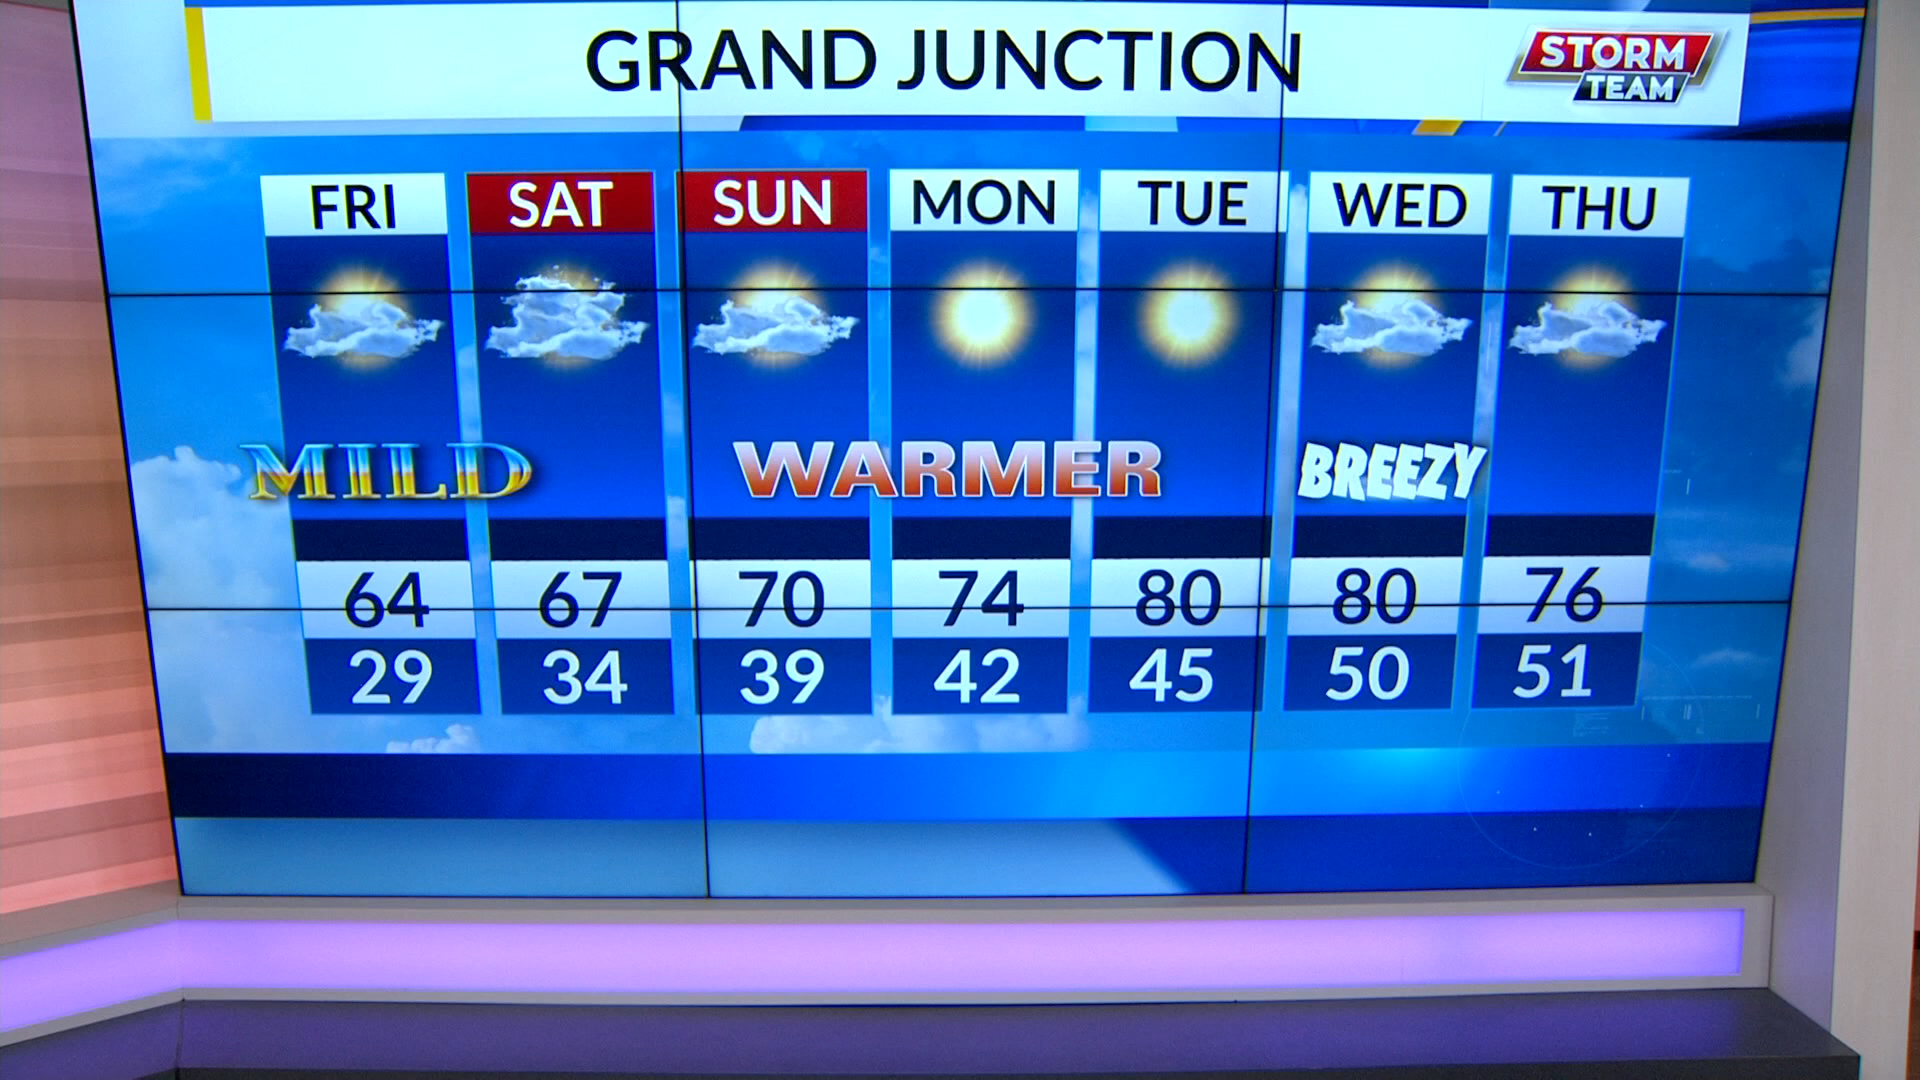 GRAND JUNCTION
STORM
TEAM
FRI SAT SUN MON TUE WED THU
MILD WARMER BREEZY
64 67 70 74 80 80 76
29 34 39 42 45 50 51